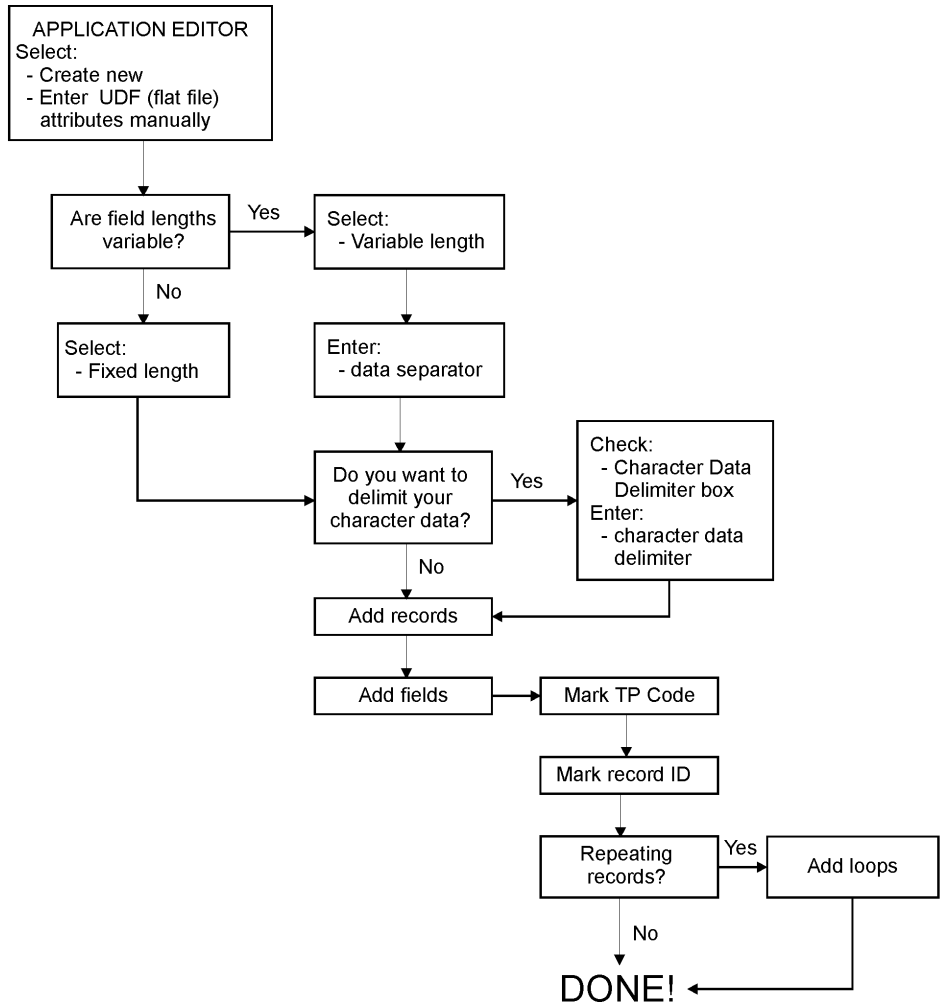 APPLICATION EDITOR
Select:
- Create new
- Enter UDF (flat file)
attributes manually
Are field lengths
variable?
Yes
Select:
- Variable length
No
Select:
- Fixed length
Enter:
- data separator
Do you want to
delimit your
character data?
Yes
Check:
- Character Data
Delimiter box
Enter:
- character data
delimiter
No
Add records
Add fields
Mark TP Code
Mark record ID
Repeating
records?
Yes
Add loops
No
DONE!